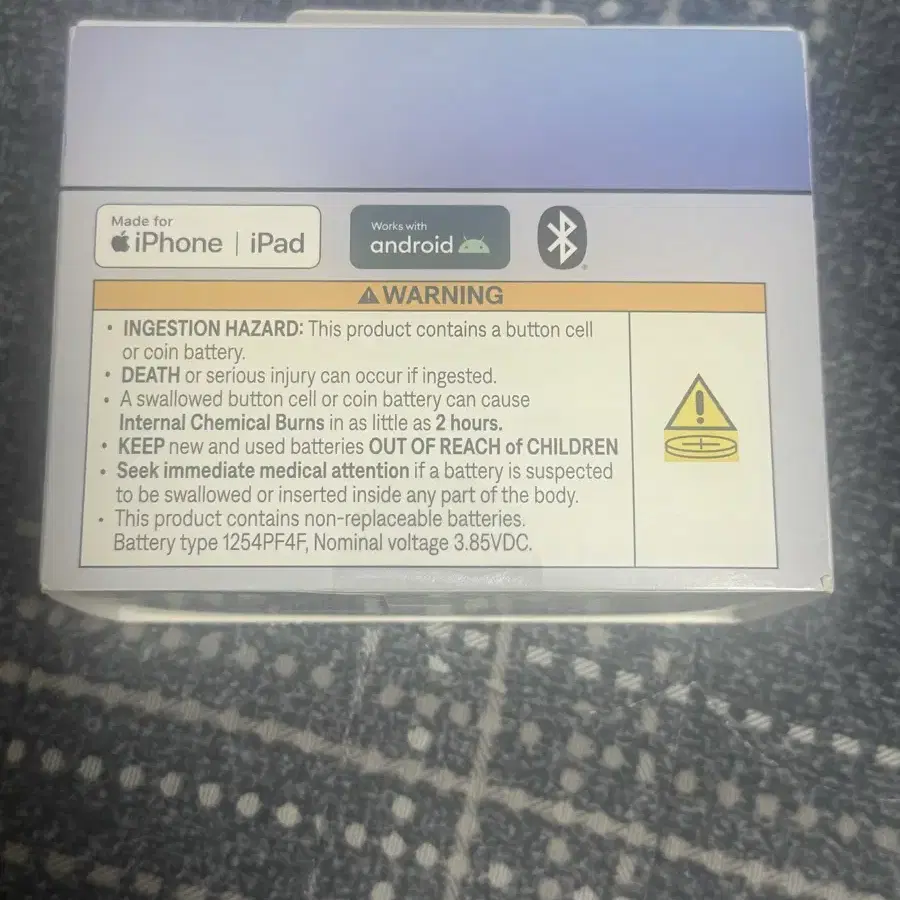 Made for
iPhone | iPad
Works with
android
⚠WARNING
• INGESTION HAZARD: This product contains a button cell
or coin battery.
• DEATH or serious injury can occur if ingested.
• A swallowed button cell or coin battery can cause
Internal Chemical Burns in as little as 2 hours.
• KEEP new and used batteries OUT OF REACH of CHILDREN
• Seek immediate medical attention if a battery is suspected
to be swallowed or inserted inside any part of the body.
• This product contains non-replaceable batteries.
Battery type 1254PF4F, Nominal voltage 3.85VDC.